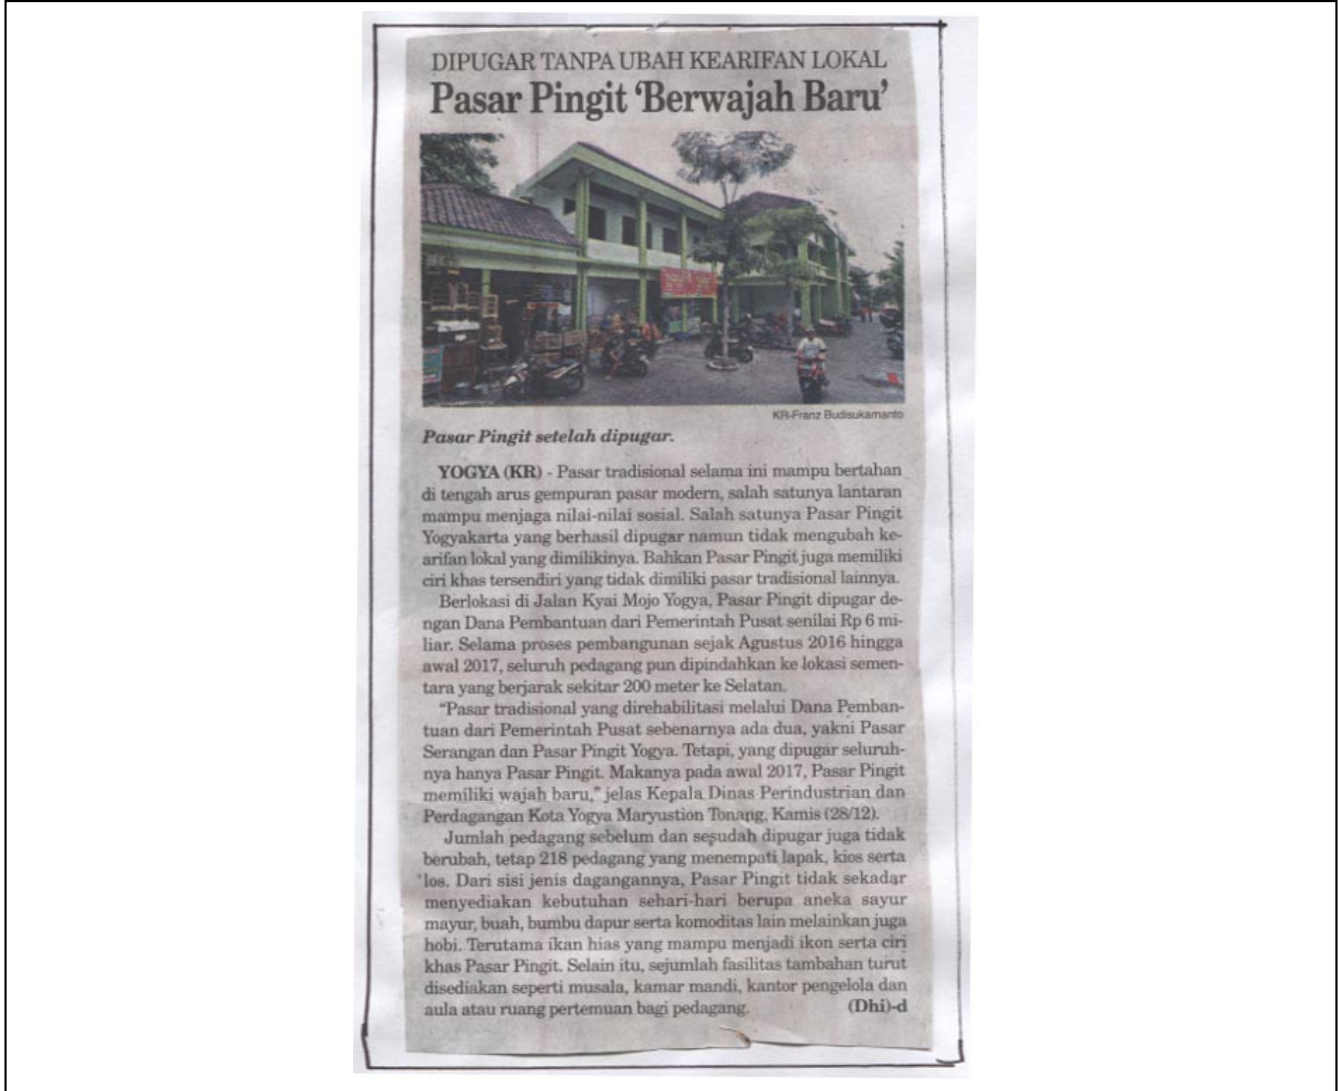 DIPUGAR TANPA UBAH KEARIFAN LOKAL
Pasar Pingit ‘Berwajah Baru’
KR-Franz Budisukamanto
Pasar Pingit setelah dipugar.
YOGYA (KR) - Pasar tradisional selama ini mampu bertahan
di tengah arus gempuran pasar modern, salah satunya lantaran
mampu menjaga nilai-nilai sosial. Salah satunya Pasar Pingit
Yogyakarta yang berhasil dipugar namun tidak mengubah ke-
arifan lokal yang dimilikinya. Bahkan Pasar Pingit juga memiliki
ciri khas tersendiri yang tidak dimiliki pasar tradisional lainnya.
Berlokasi di Jalan Kyai Mojo Yogya, Pasar Pingit dipugar de-
ngan Dana Pembantuan dari Pemerintah Pusat senilai Rp 6 mi-
liar. Selama proses pembangunan sejak Agustus 2016 hingga
awal 2017, seluruh pedagang pun dipindahkan ke lokasi semen-
tara yang berjarak sekitar 200 meter ke Selatan.
“Pasar tradisional yang direhabilitasi melalui Dana Pemban-
tuan dari Pemerintah Pusat sebenarnya ada dua, yakni Pasar
Serangan dan Pasar Pingit Yogya. Tetapi, yang dipugar seluruh-
nya hanya Pasar Pingit. Makanya pada awal 2017, Pasar Pingit
memiliki wajah baru,” jelas Kepala Dinas Perindustrian dan
Perdagangan Kota Yogya Maryustion Tonang, Kamis (28/12).
Jumlah pedagang sebelum dan sesudah dipugar juga tidak
berubah, tetap 218 pedagang yang menempati lapak, kios serta
los. Dari sisi jenis dagangannya, Pasar Pingit tidak sekadar
menyediakan kebutuhan sehari-hari berupa aneka sayur
mayur, buah, bumbu dapur serta komoditas lain melainkan juga
hobi. Terutama ikan hias yang mampu menjadi ikon serta ciri
khas Pasar Pingit. Selain itu, sejumlah fasilitas tambahan turut
disediakan seperti musala, kamar mandi, kantor pengelola dan
aula atau ruang pertemuan bagi pedagang. (Dhi)-d